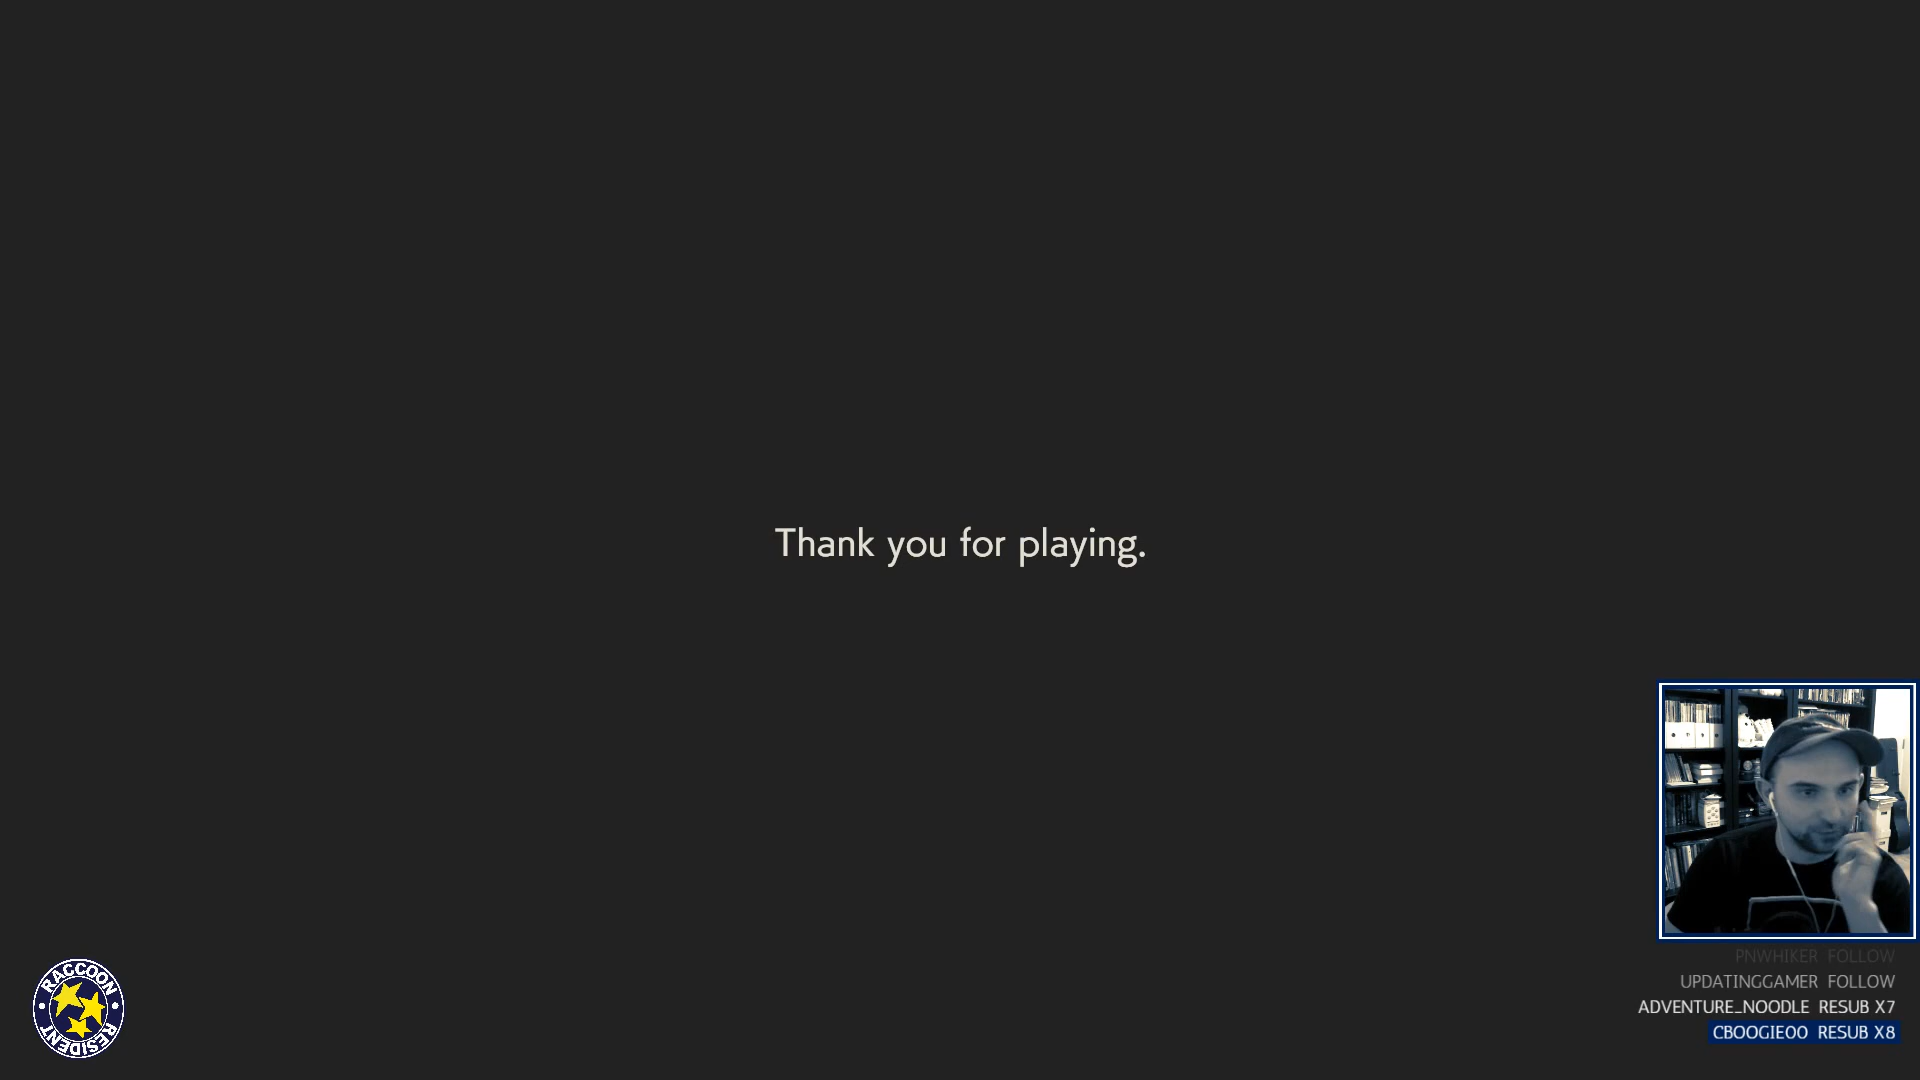 Thank you for playing.
RACCOON
RESIDENT
PNWHIKER FOLLOW
UPDATINGGAMER FOLLOW
ADVENTURE_NOODLE RESUB X7
CBOOGIE00 RESUB X8